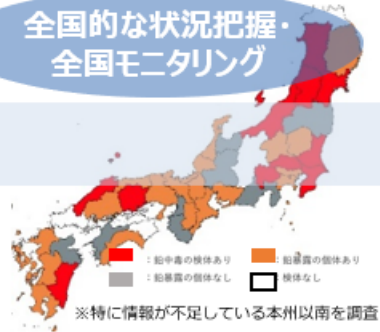 全国的な状況把握・
全国モニタリング
：鉛中毒の検体あり
：鉛暴露の個体あり
：鉛暴露の個体なし
：検体なし
※特に情報が不足している本州以南を調査